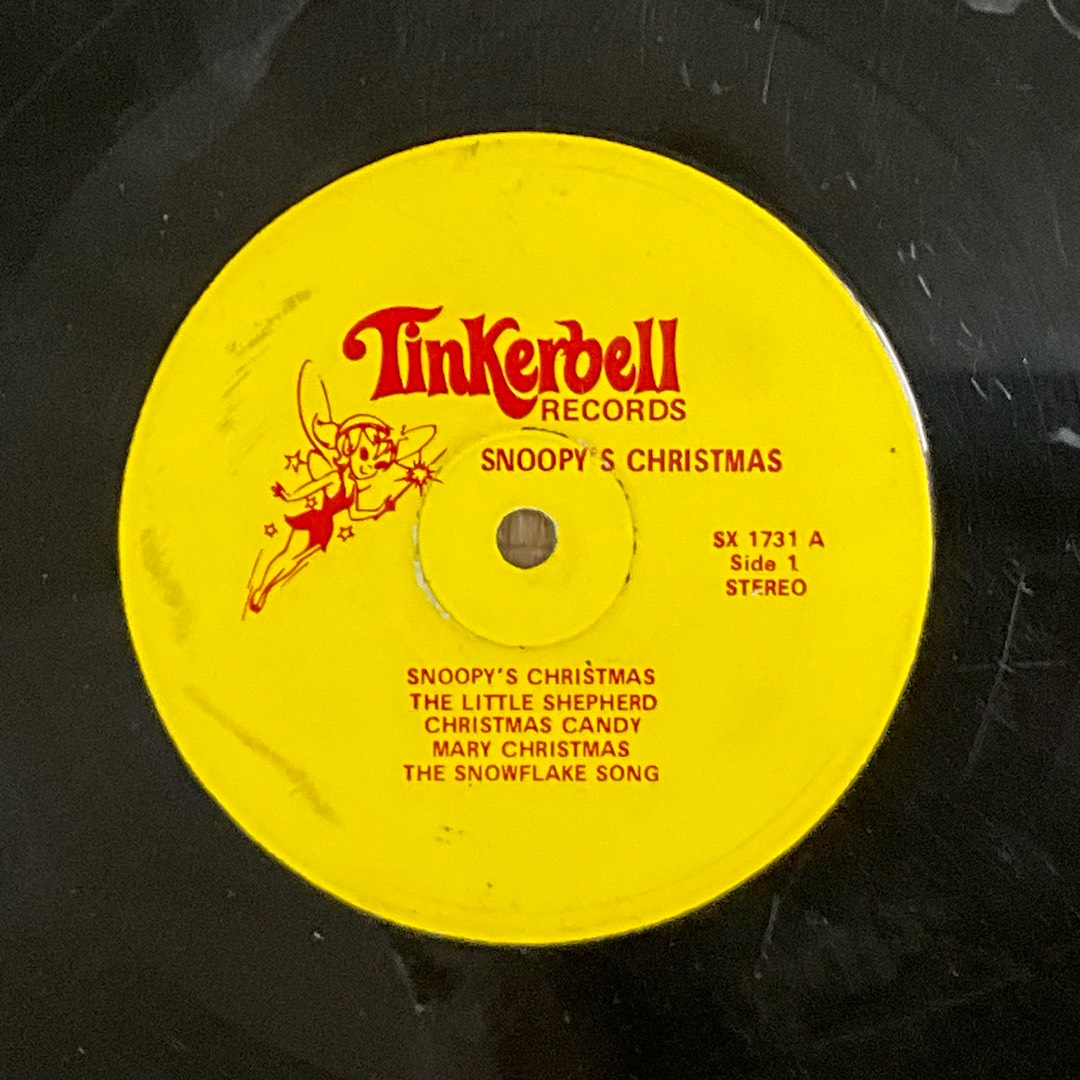 Tinkerbell
RECORDS
SNOOPY'S CHRISTMAS
SX 1731 A
Side 1
STEREO
SNOOPY'S CHRISTMAS
THE LITTLE SHEPHERD
CHRISTMAS CANDY
MARY CHRISTMAS
THE SNOWFLAKE SONG